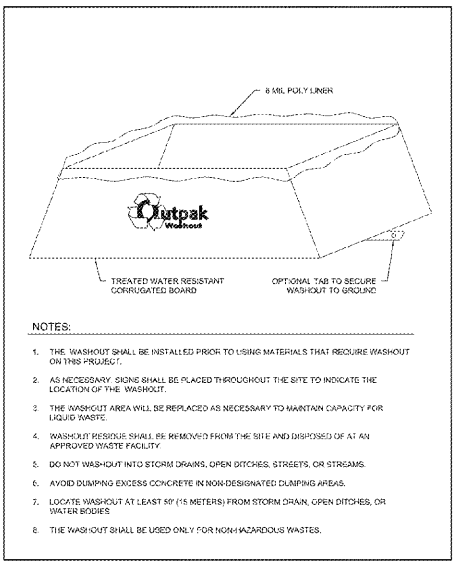 6 MIL POLY LINER
Outpak
Washout
TREATED WATER RESISTANT
CORRUGATED BOARD
OPTIONAL TAB TO SECURE
WASHOUT TO GROUND
NOTES:
1. THE WASHOUT SHALL BE INSTALLED PRIOR TO USING MATERIALS THAT REQUIRE WASHOUT
ON THIS PROJECT.
2. AS NECESSARY, SIGNS SHALL BE PLACED THROUGHOUT THE SITE TO INDICATE THE
LOCATION OF THE WASHOUT.
3. THE WASHOUT AREA WILL BE REPLACED AS NECESSARY TO MAINTAIN CAPACITY FOR
LIQUID WASTE.
4. WASHOUT RESIDUE SHALL BE REMOVED FROM THE SITE AND DISPOSED OF AT AN
APPROVED WASTE FACILITY.
5. DO NOT WASHOUT INTO STORM DRAINS, OPEN DITCHES, STREETS, OR STREAMS.
6. AVOID DUMPING EXCESS CONCRETE IN NON-DESIGNATED DUMPING AREAS.
7. LOCATE WASHOUT AT LEAST 50' (15 METERS) FROM STORM DRAIN, OPEN DITCHES, OR
WATER BODIES
8. THE WASHOUT SHALL BE USED ONLY FOR NON-HAZARDOUS WASTES.